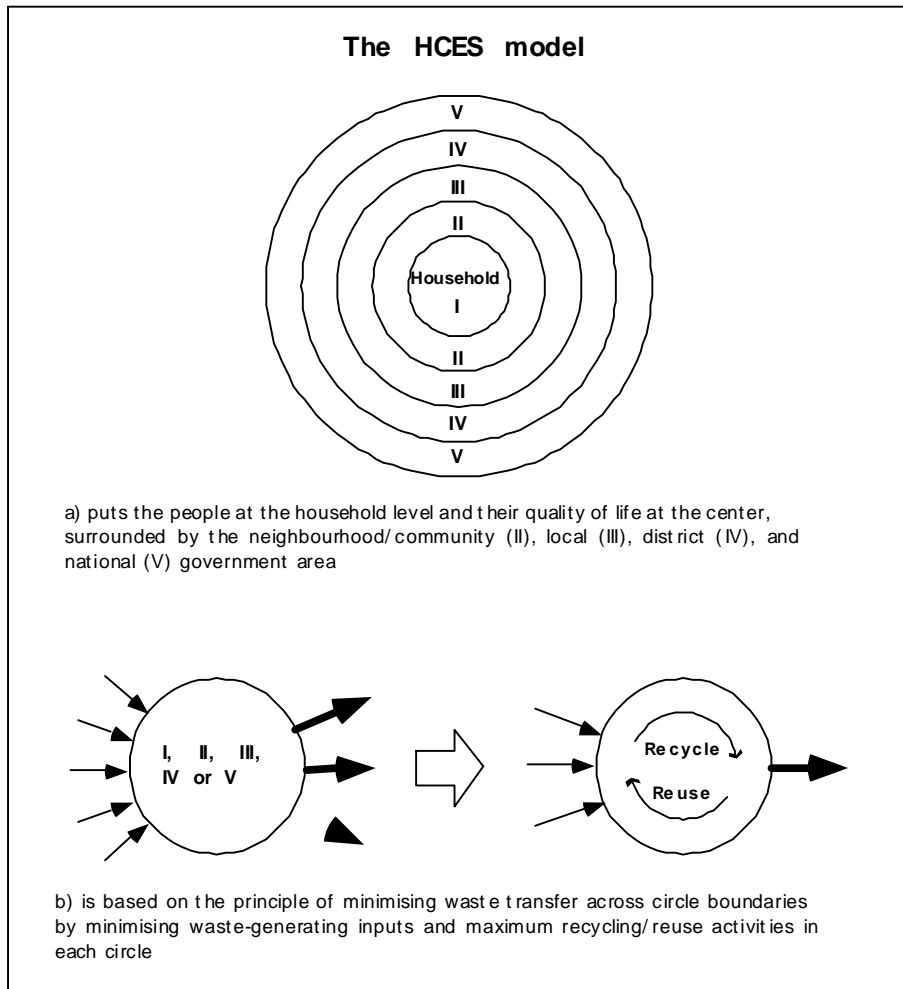 The HCES model
V
IV
III
II
Household
I
II
III
IV
V
a) puts the people at the household level and their quality of life at the center,
surrounded by the neighbourhood/community (II), local (III), district (IV), and
national (V) government area
I, II, III,
IV or V
Recycle
Reuse
b) is based on the principle of minimising waste transfer across circle boundaries
by minimising waste-generating inputs and maximum recycling/reuse activities in
each circle